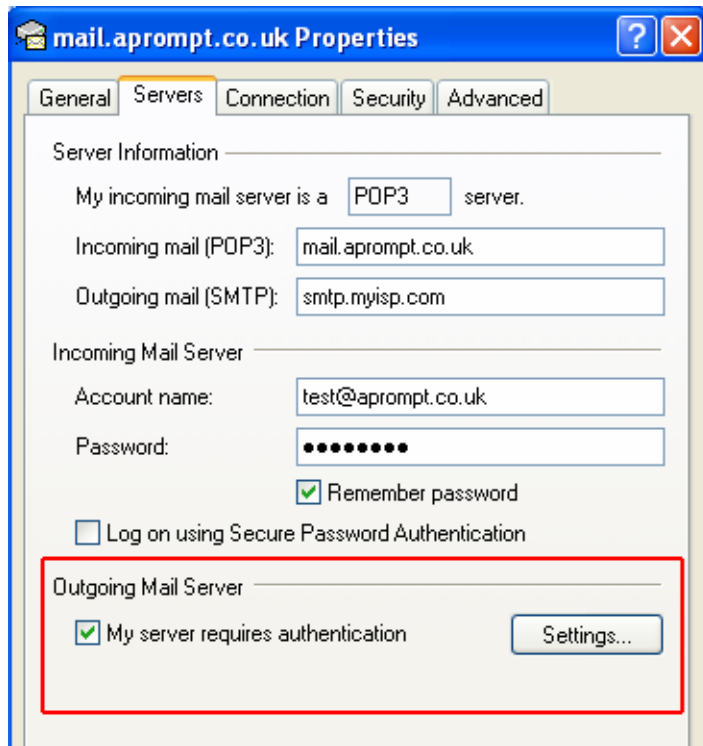 mail.aprompt.co.uk Properties
General Servers Connection Security Advanced
Server Information
My incoming mail server is a POP3 server.
Incoming mail (POP3): mail.aprompt.co.uk
Outgoing mail (SMTP): smtp.myisp.com
Incoming Mail Server
Account name: test@aprompt.co.uk
Password: ●●●●●●●●
Remember password
Log on using Secure Password Authentication
Outgoing Mail Server
My server requires authentication Settings...